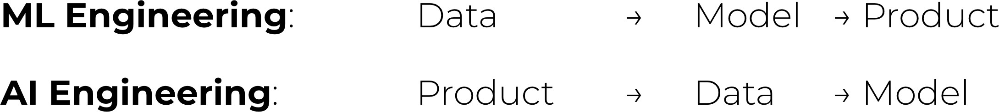 ML Engineering: Data → Model → Product
AI Engineering: Product → Data → Model